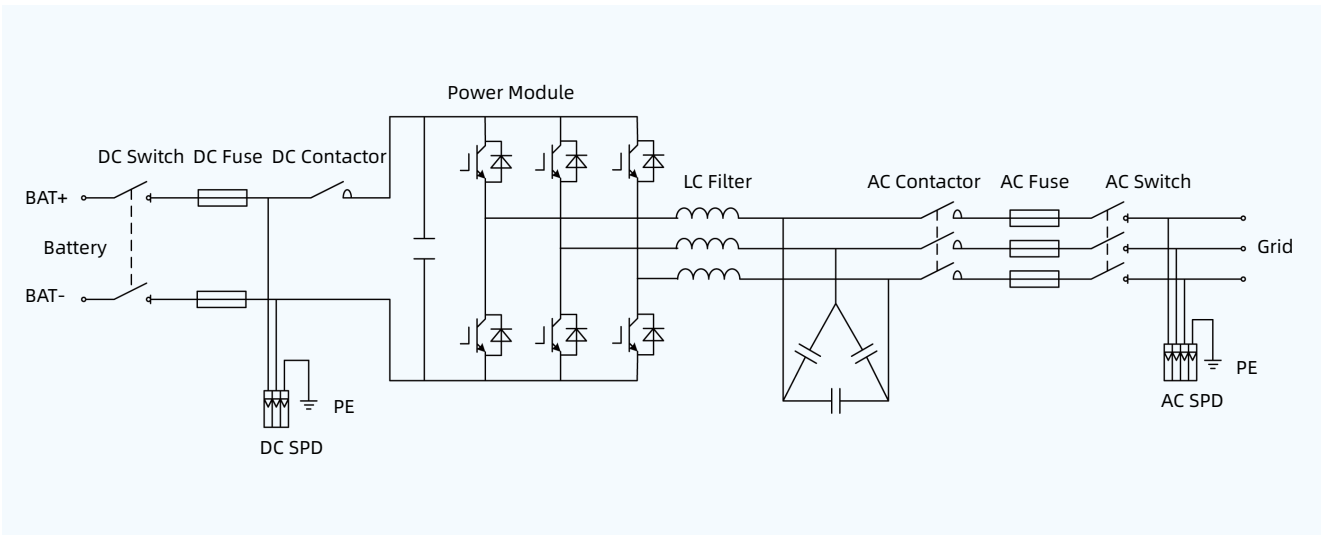 Power Module
DC Switch DC Fuse DC Contactor
LC Filter
AC Contactor AC Fuse AC Switch
BAT+
Battery
Grid
BAT-
PE
PE
AC SPD
DC SPD